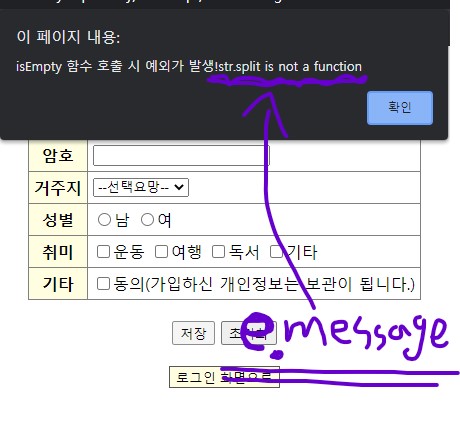 이 페이지 내용:
isEmpty 함수 호출 시 예외가 발생!str.split is not a function
확인
암호
거주지 --선택요망--
성별 남 여
취미 운동 여행 독서 기타
기타 동의(가입하신 개인정보는 보관이 됩니다.)
저장
e.message
로그인 화면으로